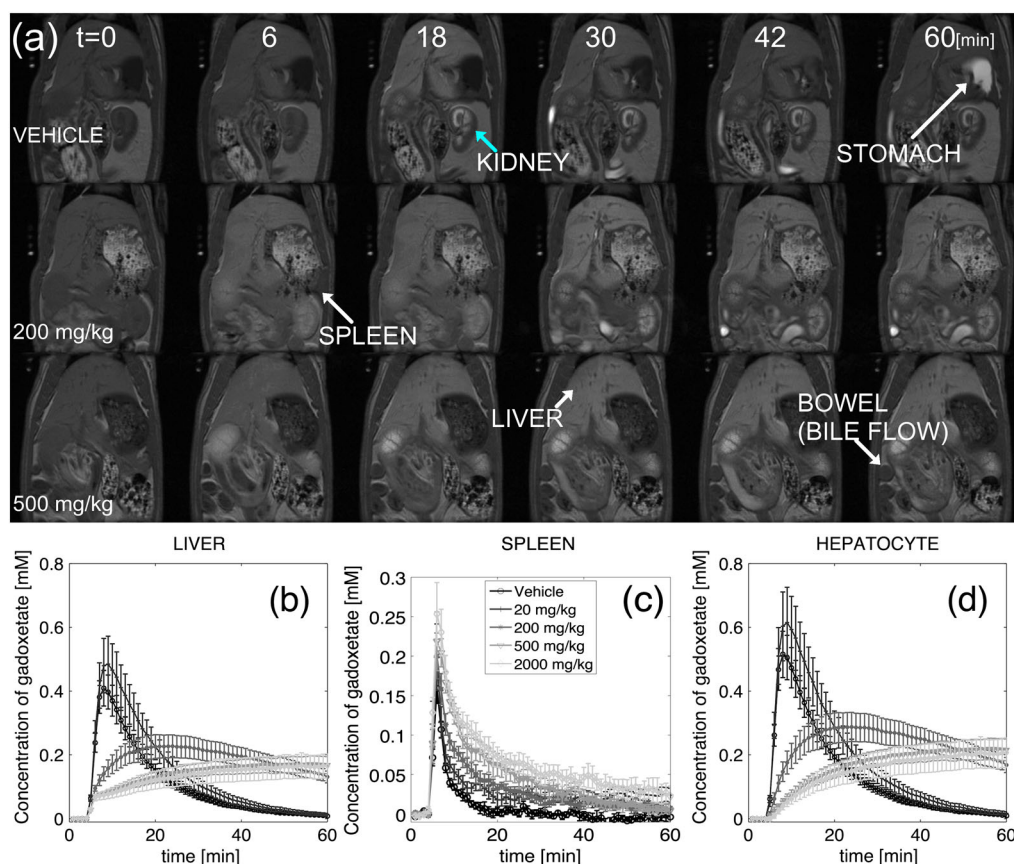 (a) t=0 6 18 30 42 60[min]
VEHICLE
KIDNEY
STOMACH
200 mg/kg
SPLEEN
LIVER
BOWEL
(BILE FLOW)
500 mg/kg
LIVER
Concentration of gadoxetate [mM]
0.8
0.6
0.4
0.2
0
0 20 40 60
time [min]
(b)
SPLEEN
Concentration of gadoxetate [mM]
0.3
0.25
0.2
0.15
0.1
0.05
0
0 20 40 60
time [min]
(c)
Vehicle
20 mg/kg
200 mg/kg
500 mg/kg
2000 mg/kg
HEPATOCYTE
Concentration of gadoxetate [mM]
0.8
0.6
0.4
0.2
0
0 20 40 60
time [min]
(d)